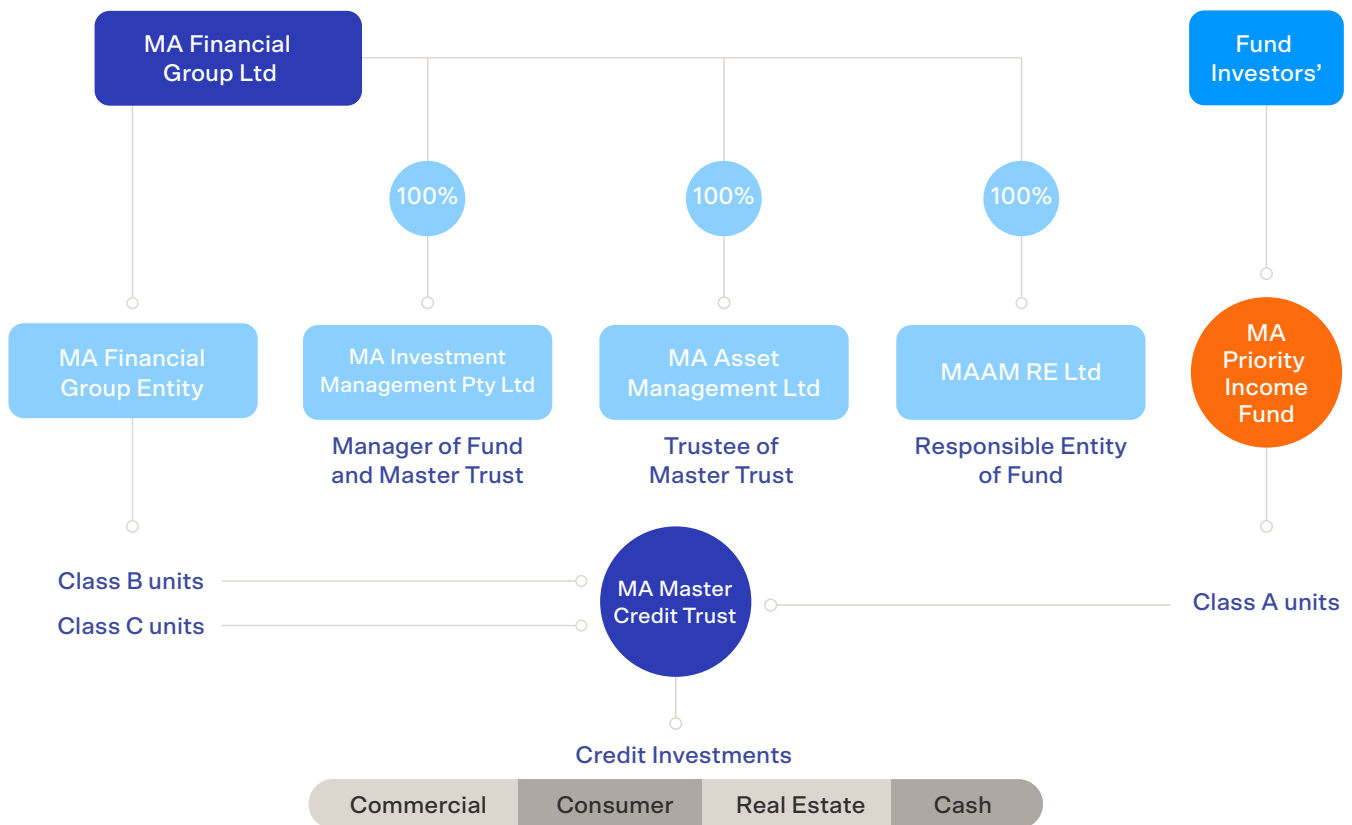 MA Financial
Group Ltd
Fund
Investors’
100%
100%
100%
MA Financial
Group Entity
MA Investment
Management Pty Ltd
MA Asset
Management Ltd
MAAM RE Ltd
MA
Priority
Income
Fund
Manager of Fund
and Master Trust
Trustee of
Master Trust
Responsible Entity
of Fund
Class B units
Class C units
MA Master
Credit Trust
Class A units
Credit Investments
Commercial
Consumer
Real Estate
Cash